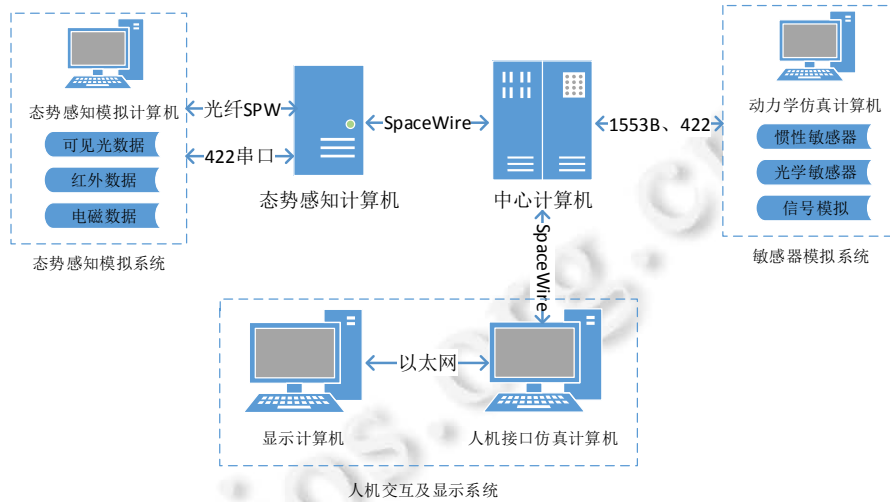 态势感知模拟计算机
可见光数据
红外数据
电磁数据
态势感知模拟系统
光纤SPW
422串口
态势感知计算机
SpaceWire
中心计算机
1553B、422
动力学仿真计算机
惯性敏感器
光学敏感器
信号模拟
敏感器模拟系统
SpaceWire
以太网
显示计算机
人机接口仿真计算机
人机交互及显示系统